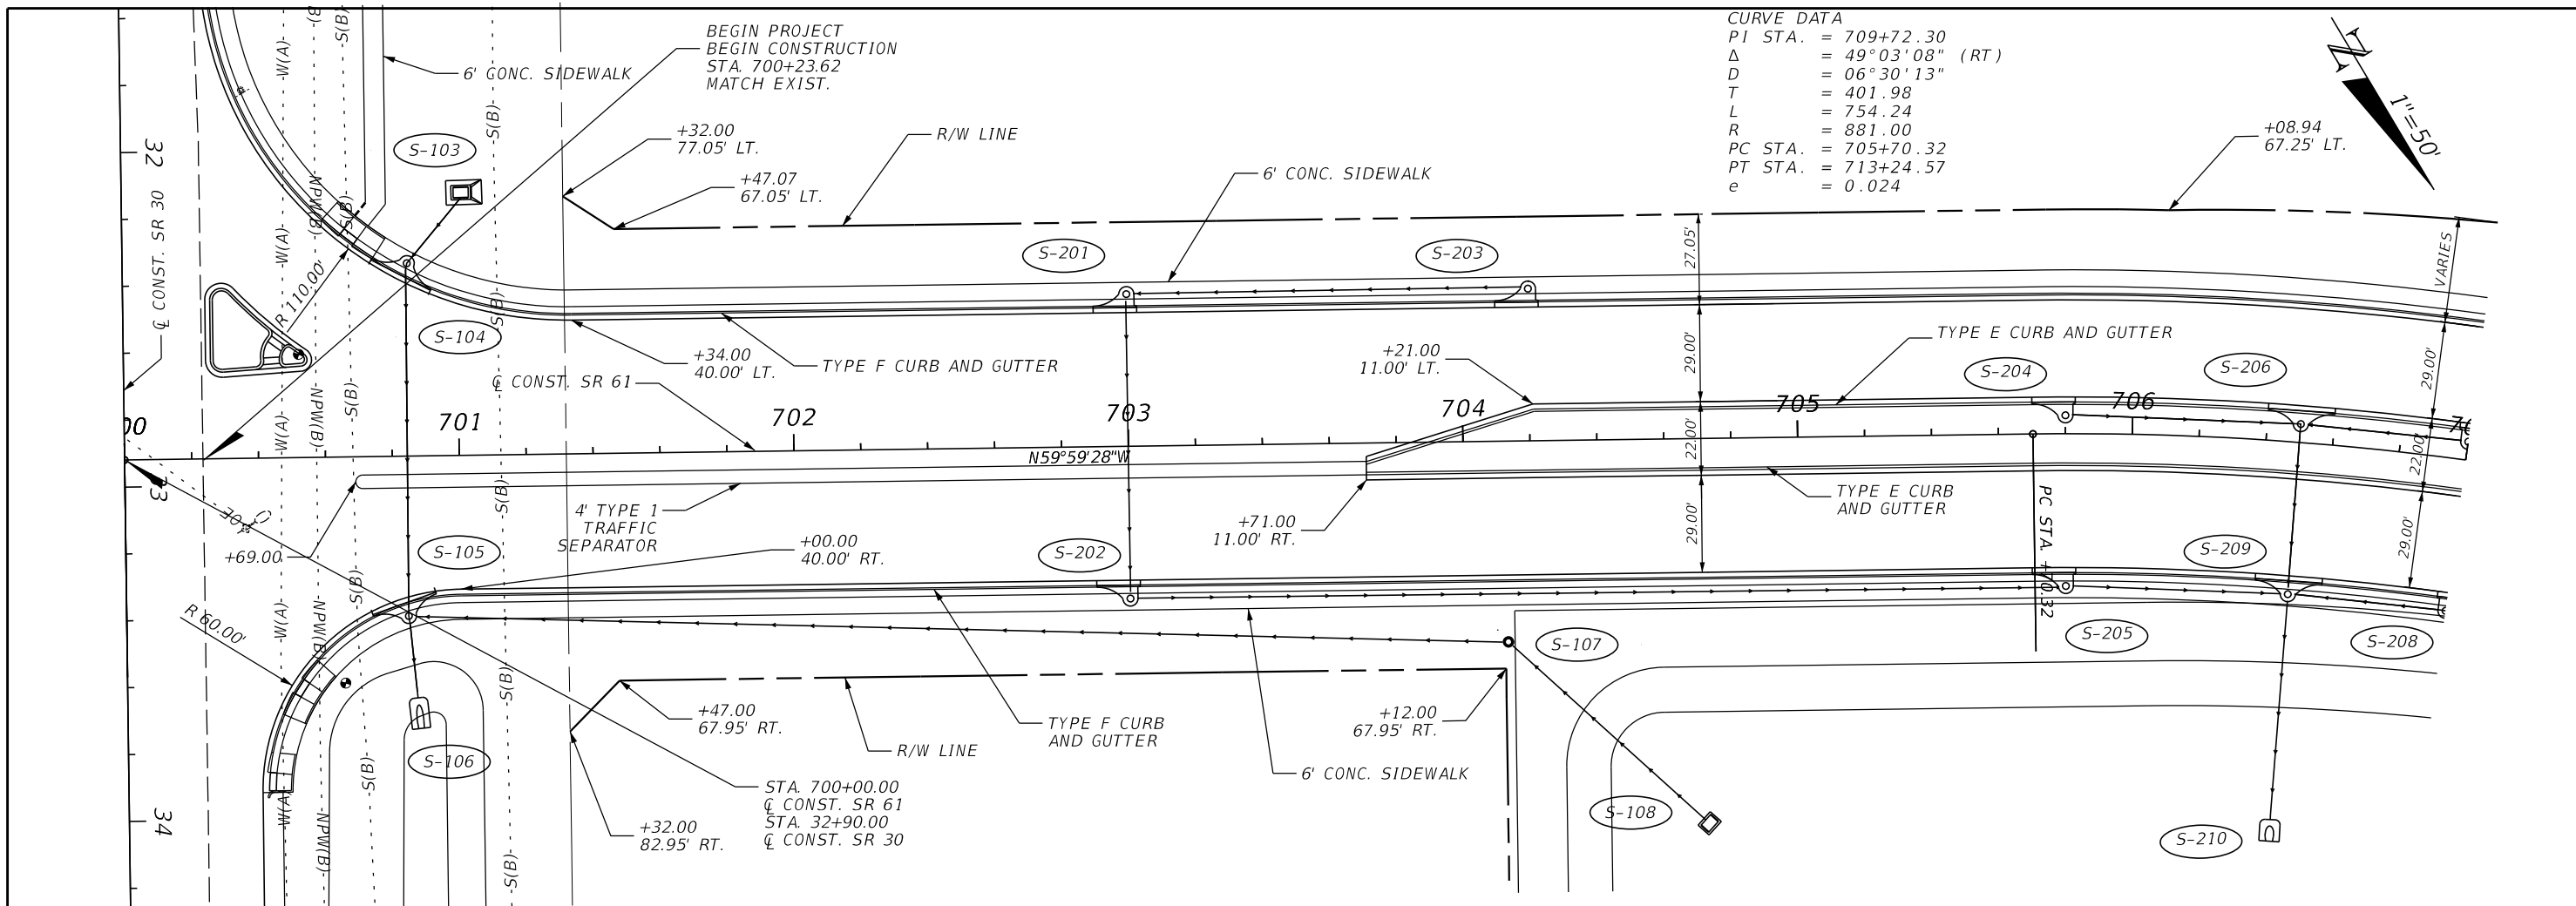 BEGIN PROJECT
BEGIN CONSTRUCTION
STA. 700+23.62
MATCH EXIST.
CURVE DATA
PI STA. = 709+72.30
Δ = 49°03'08" (RT)
D = 06°30'13"
T = 401.98
L = 754.24
R = 881.00
PC STA. = 705+70.32
PT STA. = 713+24.57
e = 0.024
N
1"=50'
6' CONC. SIDEWALK
+32.00
77.05' LT.
R/W LINE
+08.94
67.25' LT.
S-103
+47.07
67.05' LT.
6' CONC. SIDEWALK
32
℄ CONST. SR 30
S-201
S-203
27.05'
VARIES
R 110.00'
S-104
+34.00
40.00' LT.
TYPE F CURB AND GUTTER
+21.00
11.00' LT.
29.00'
TYPE E CURB AND GUTTER
S-204
S-206
29.00'
℄ CONST. SR 61
00
701
702
703
704
705
706
N59°59'28"W
22.00'
22.00'
33
4' TYPE 1
TRAFFIC
SEPARATOR
+71.00
11.00' RT.
TYPE E CURB
AND GUTTER
29.00'
29.00'
PC STA. +70.32
+69.00
S-105
+00.00
40.00' RT.
S-202
S-209
R 60.00'
S-107
S-205
S-208
+47.00
67.95' RT.
R/W LINE
TYPE F CURB
AND GUTTER
+12.00
67.95' RT.
6' CONC. SIDEWALK
S-106
STA. 700+00.00
℄ CONST. SR 61
STA. 32+90.00
℄ CONST. SR 30
34
+32.00
82.95' RT.
S-108
S-210
W(A)
W(A)
W(A)
W(A)
W(A)
NPW(B)
NPW(B)
NPW(B)
NPW(B)
S(B)
S(B)
S(B)
S(B)
S(B)
S(B)
S(B)
S(B)
S(B)
S(B)